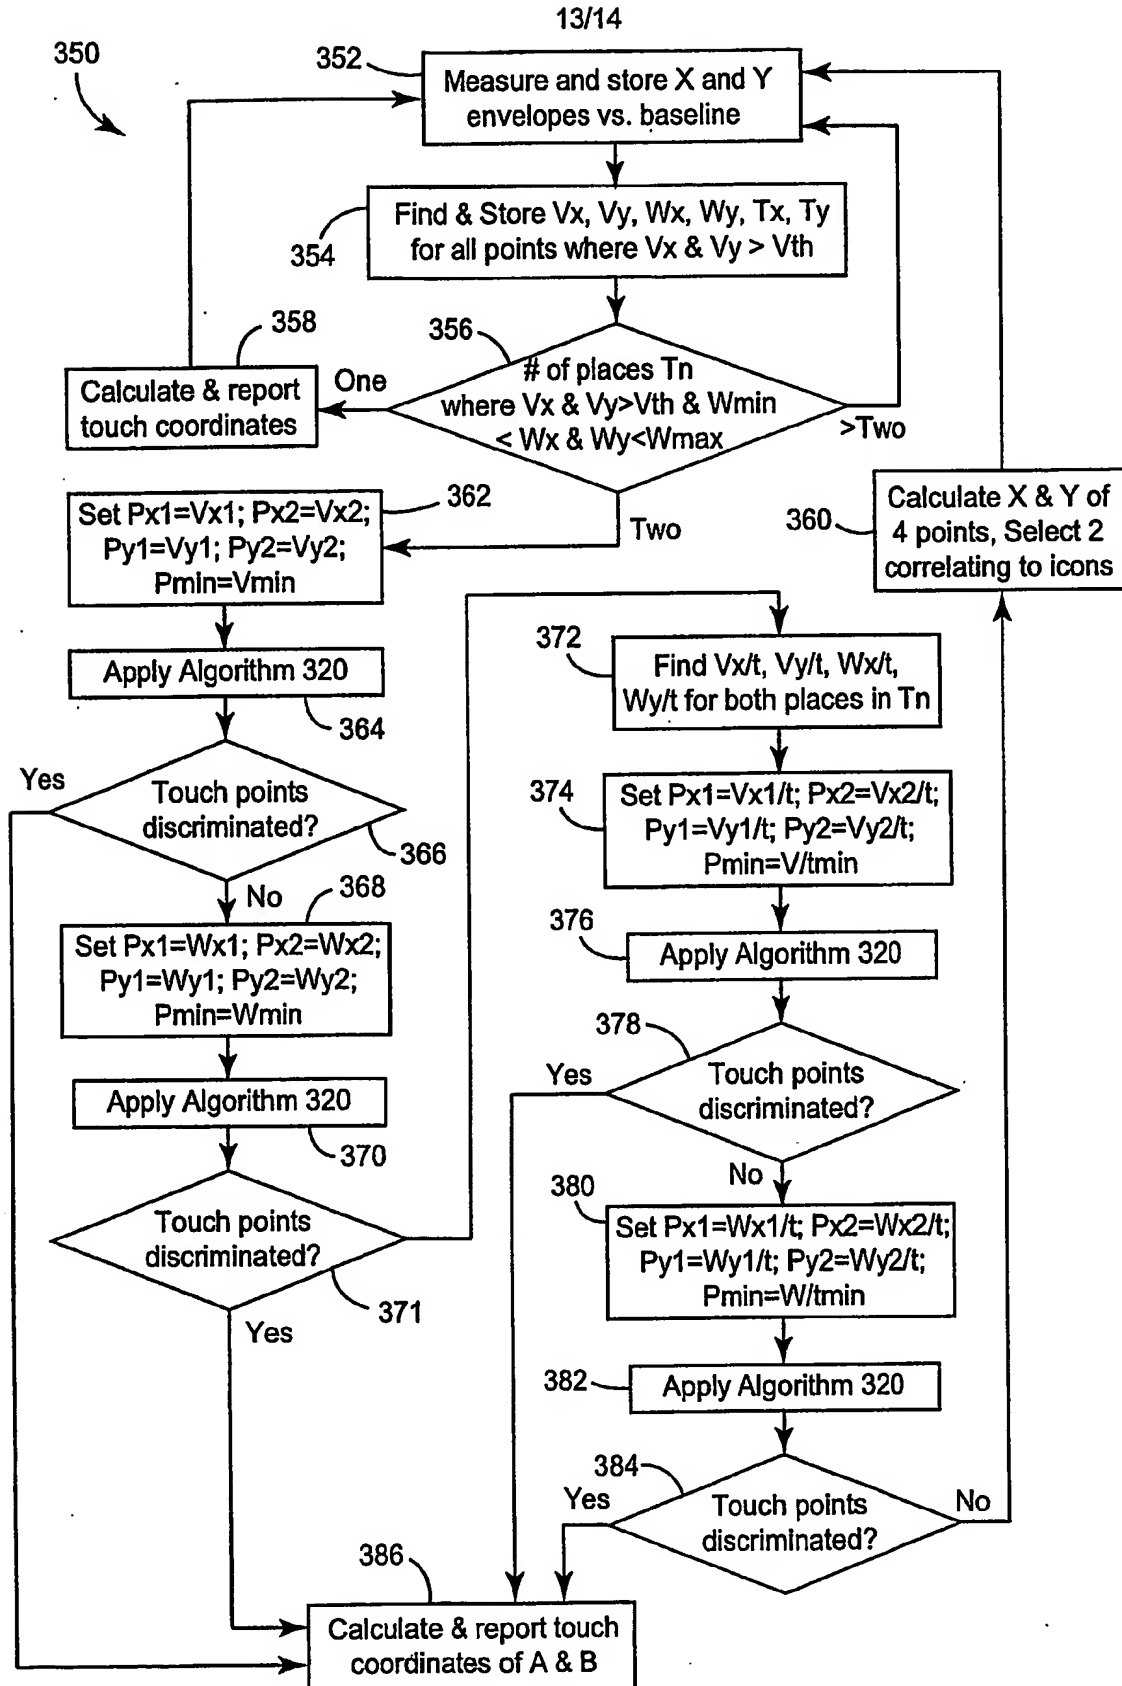 13/14
350
352
Measure and store X and Y
envelopes vs. baseline
354
Find & Store Vx, Vy, Wx, Wy, Tx, Ty
for all points where Vx & Vy > Vth
356
# of places Tn
where Vx & Vy>Vth & Wmin
< Wx & Wy<Wmax
One
>Two
Two
358
Calculate & report
touch coordinates
360
Calculate X & Y of
4 points, Select 2
correlating to icons
362
Set Px1=Vx1; Px2=Vx2;
Py1=Vy1; Py2=Vy2;
Pmin=Vmin
Apply Algorithm 320
364
Yes
Touch points
discriminated?
366
No
368
Set Px1=Wx1; Px2=Wx2;
Py1=Wy1; Py2=Wy2;
Pmin=Wmin
Apply Algorithm 320
370
Touch points
discriminated?
371
Yes
372
Find Vx/t, Vy/t, Wx/t,
Wy/t for both places in Tn
374
Set Px1=Vx1/t; Px2=Vx2/t;
Py1=Vy1/t; Py2=Vy2/t;
Pmin=V/tmin
376
Apply Algorithm 320
378
Yes
Touch points
discriminated?
No
380
Set Px1=Wx1/t; Px2=Wx2/t;
Py1=Wy1/t; Py2=Wy2/t;
Pmin=W/tmin
382
Apply Algorithm 320
384
Yes
Touch points
discriminated?
No
386
Calculate & report touch
coordinates of A & B